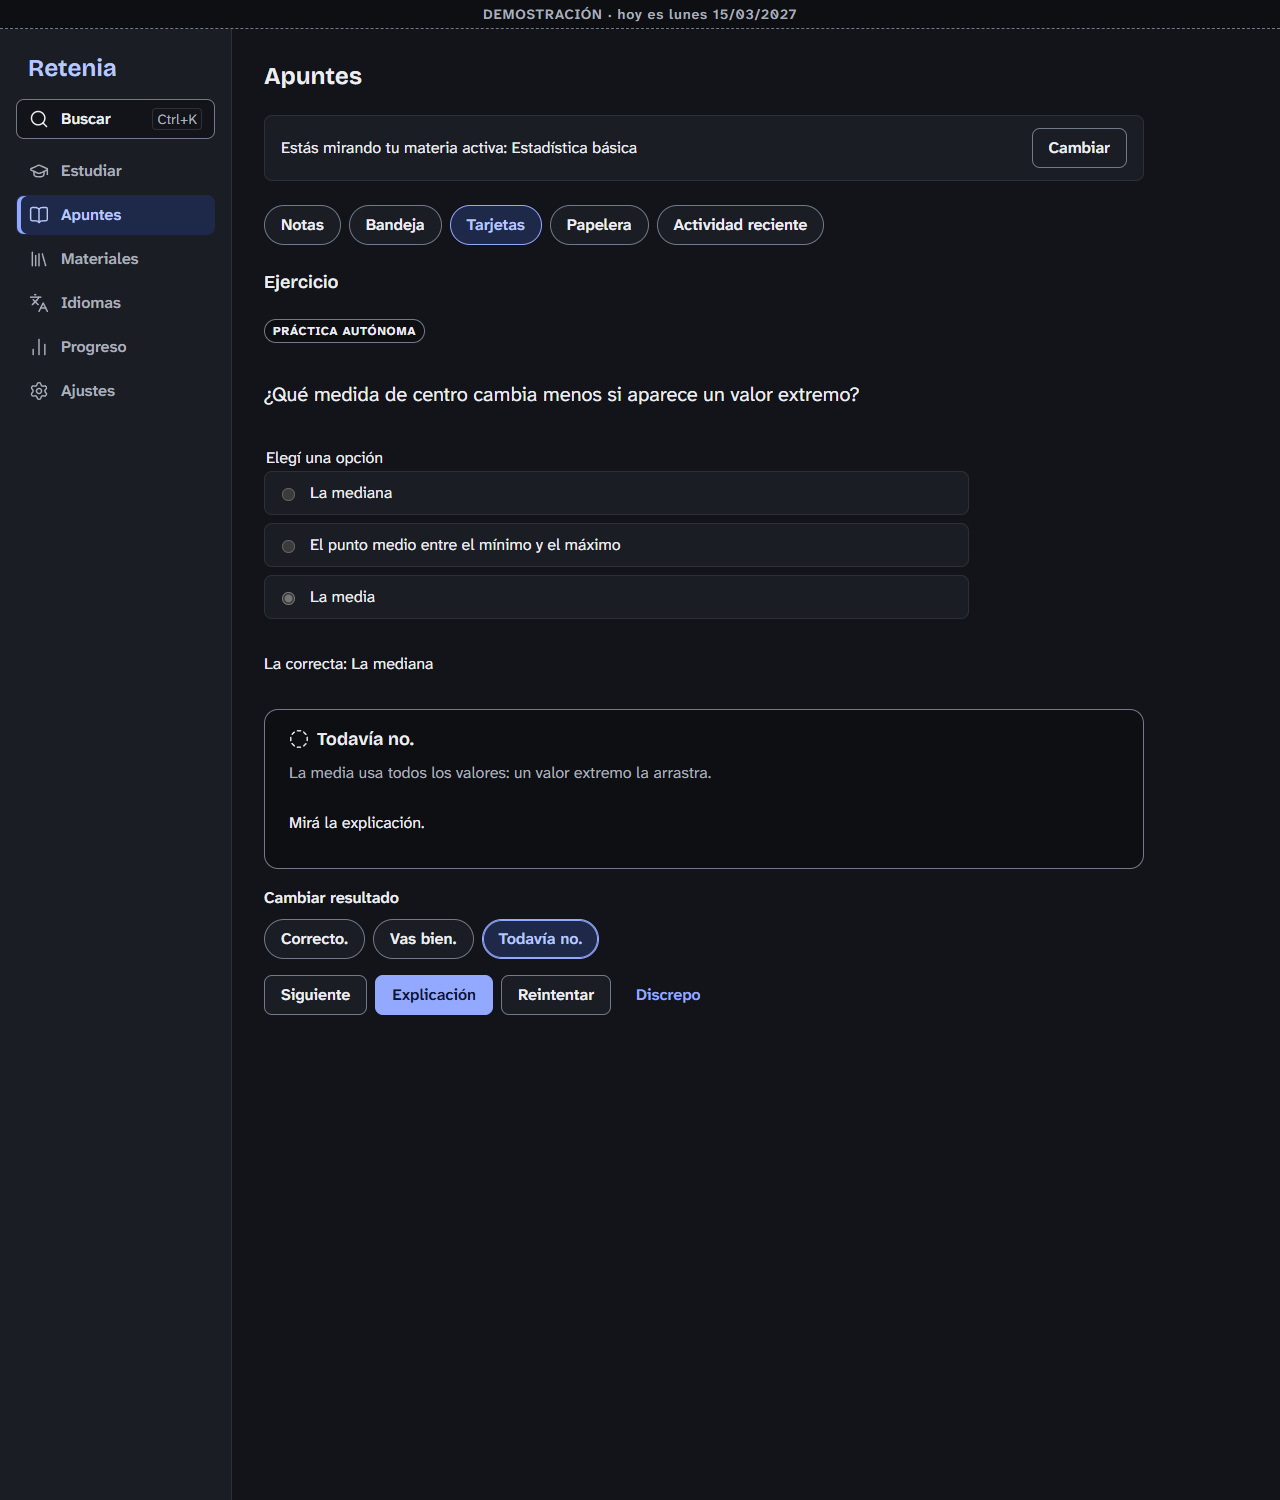 DEMOSTRACIÓN · hoy es lunes 15/03/2027
Retenia
Buscar Ctrl+K
Estudiar
Apuntes
Materiales
Idiomas
Progreso
Ajustes
Apuntes
Estás mirando tu materia activa: Estadística básica
Cambiar
Notas Bandeja Tarjetas Papelera Actividad reciente
Ejercicio
PRÁCTICA AUTÓNOMA
¿Qué medida de centro cambia menos si aparece un valor extremo?
Elegí una opción
La mediana
El punto medio entre el mínimo y el máximo
La media
La correcta: La mediana
Todavía no.
La media usa todos los valores: un valor extremo la arrastra.
Mirá la explicación.
Cambiar resultado
Correcto. Vas bien. Todavía no.
Siguiente Explicación Reintentar Discrepo